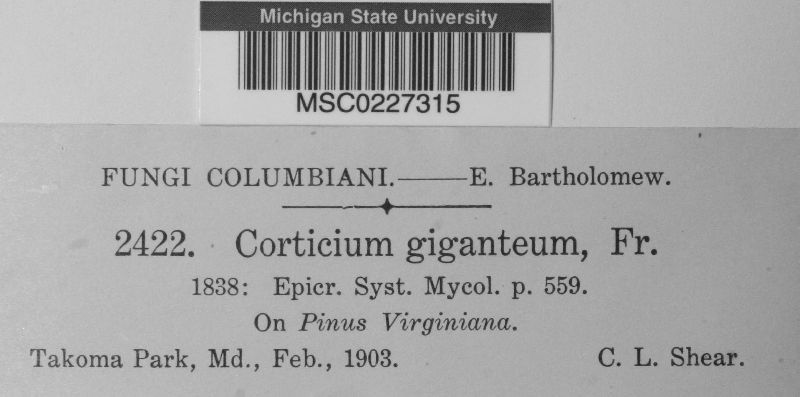 Michigan State University
MSC0227315
FUNGI COLUMBIANI.——E. Bartholomew.
2422. Corticium giganteum, Fr.
1838: Epicr. Syst. Mycol. p. 559.
On Pinus Virginiana.
Takoma Park, Md., Feb., 1903. C. L. Shear.